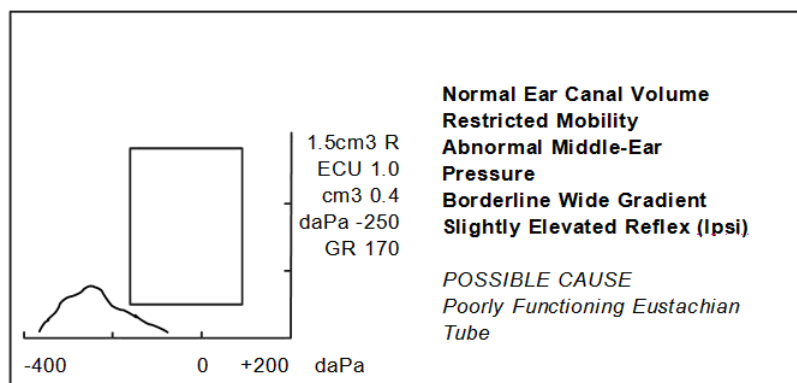 1.5cm3 R
ECU 1.0
cm3 0.4
daPa -250
GR 170
-400 0 +200 daPa
Normal Ear Canal Volume
Restricted Mobility
Abnormal Middle-Ear
Pressure
Borderline Wide Gradient
Slightly Elevated Reflex (Ipsi)
POSSIBLE CAUSE
Poorly Functioning Eustachian
Tube